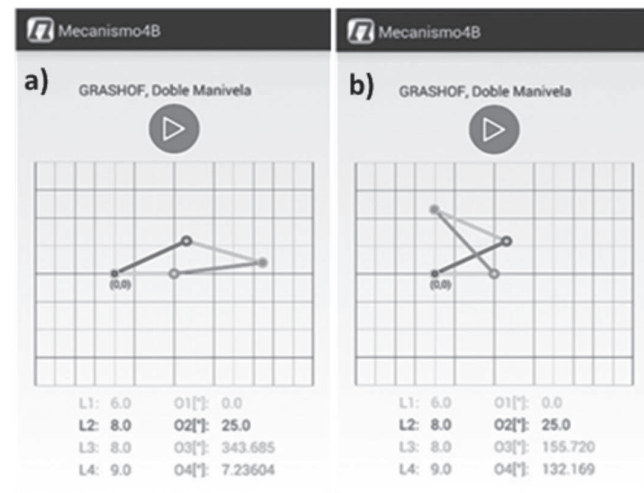 Mecanismo4B
a)
GRASHOF, Doble Manivela
(0,0)
L1: 6.0 O1[°]: 0.0
L2: 8.0 O2[°]: 25.0
L3: 8.0 O3[°]: 343.685
L4: 9.0 O4[°]: 7.23604
Mecanismo4B
b)
GRASHOF, Doble Manivela
(0,0)
L1: 6.0 O1[°]: 0.0
L2: 8.0 O2[°]: 25.0
L3: 8.0 O3[°]: 155.720
L4: 9.0 O4[°]: 132.169